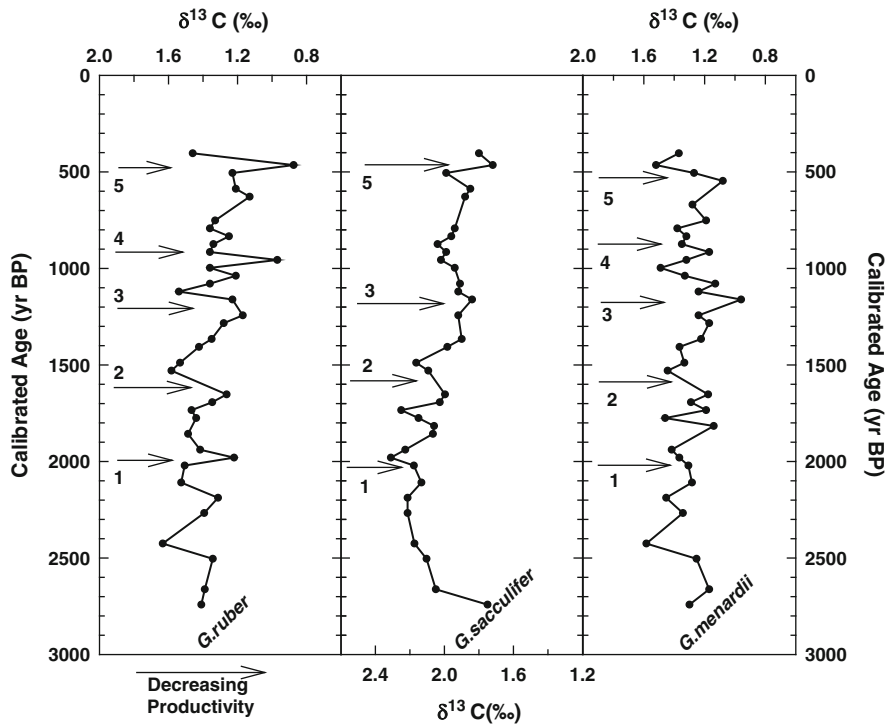 δ¹³ C (‰)
δ¹³ C (‰)
2.0 1.6 1.2 0.8
2.0 1.6 1.2 0.8
0
0
500
500
1000
1000
1500
1500
2000
2000
2500
2500
3000
3000
Calibrated Age (yr BP)
Calibrated Age (yr BP)
5
4
3
2
1
G.ruber
5
3
2
1
G.sacculifer
5
4
3
2
1
G.menardii
2.4 2.0 1.6 1.2
δ¹³ C(‰)
Decreasing
Productivity